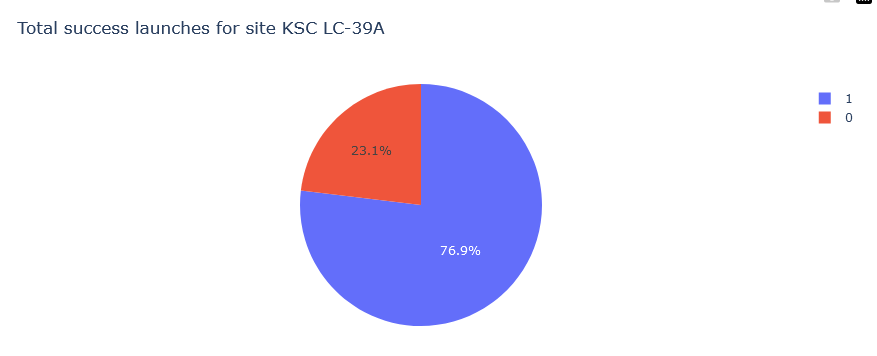 Total success launches for site KSC LC-39A
1
0
23.1%
76.9%